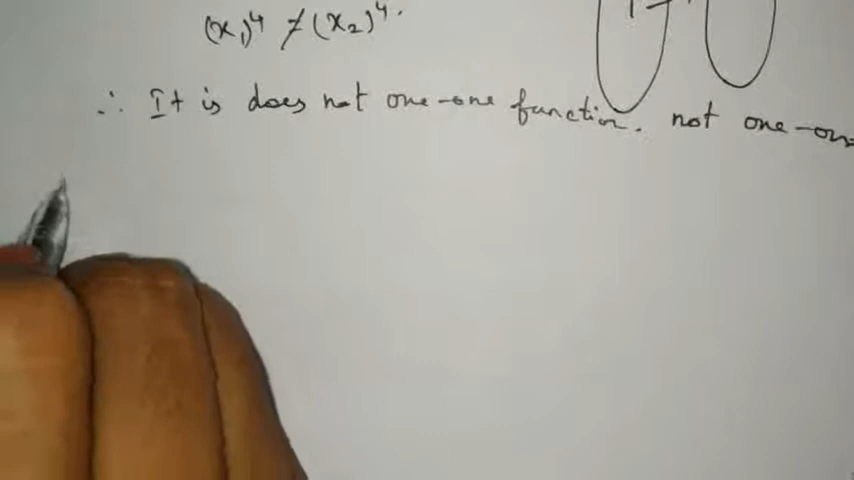 (x₁)⁴ ≠ (x₂)⁴.
∴ It is does not one-one function. not one-one